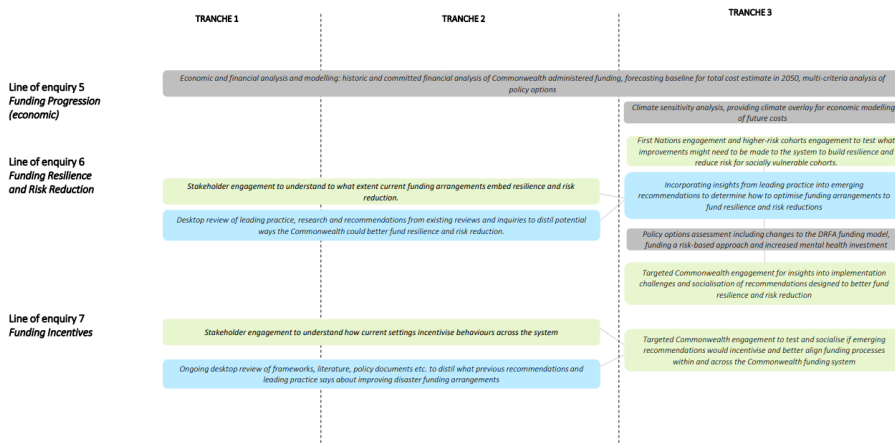 TRANCHE 1
TRANCHE 2
TRANCHE 3
Line of enquiry 5
Funding Progression
(economic)
Economic and financial analysis and modelling: historic and committed financial analysis of Commonwealth administered funding, forecasting baseline for total cost estimate in 2050, multi-criteria analysis of
policy options
Climate sensitivity analysis, providing climate overlay for economic modelling
of future costs
Line of enquiry 6
Funding Resilience
and Risk Reduction
First Nations engagement and higher-risk cohorts engagement to test what
improvements might need to be made to the system to build resilience and
reduce risk for socially vulnerable cohorts.
Stakeholder engagement to understand to what extent current funding arrangements embed resilience and risk
reduction.
Desktop review of leading practice, research and recommendations from existing reviews and inquiries to distil potential
ways the Commonwealth could better fund resilience and risk reduction.
Incorporating insights from leading practice into emerging
recommendations to determine how to optimise funding arrangements to
fund resilience and risk reductions
Policy options assessment including changes to the DRFA funding model,
funding a risk-based approach and increased mental health investment
Targeted Commonwealth engagement for insights into implementation
challenges and socialisation of recommendations designed to better fund
resilience and risk reduction
Line of enquiry 7
Funding Incentives
Stakeholder engagement to understand how current settings incentivise behaviours across the system
Ongoing desktop review of frameworks, literature, policy documents etc. to distil what previous recommendations and
leading practice says about improving disaster funding arrangements
Targeted Commonwealth engagement to test and socialise if emerging
recommendations would incentivise and better align funding processes
within and across the Commonwealth funding system